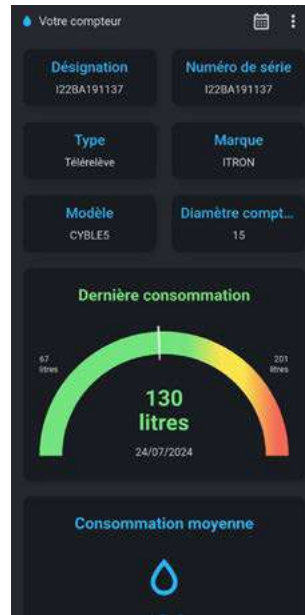 Votre compteur
Désignation
I22BA191137
Numéro de série
I22BA191137
Type
Télérelève
Marque
ITRON
Modèle
CYBLE5
Diamètre compt...
15
Dernière consommation
67
litres
201
litres
130
litres
24/07/2024
Consommation moyenne